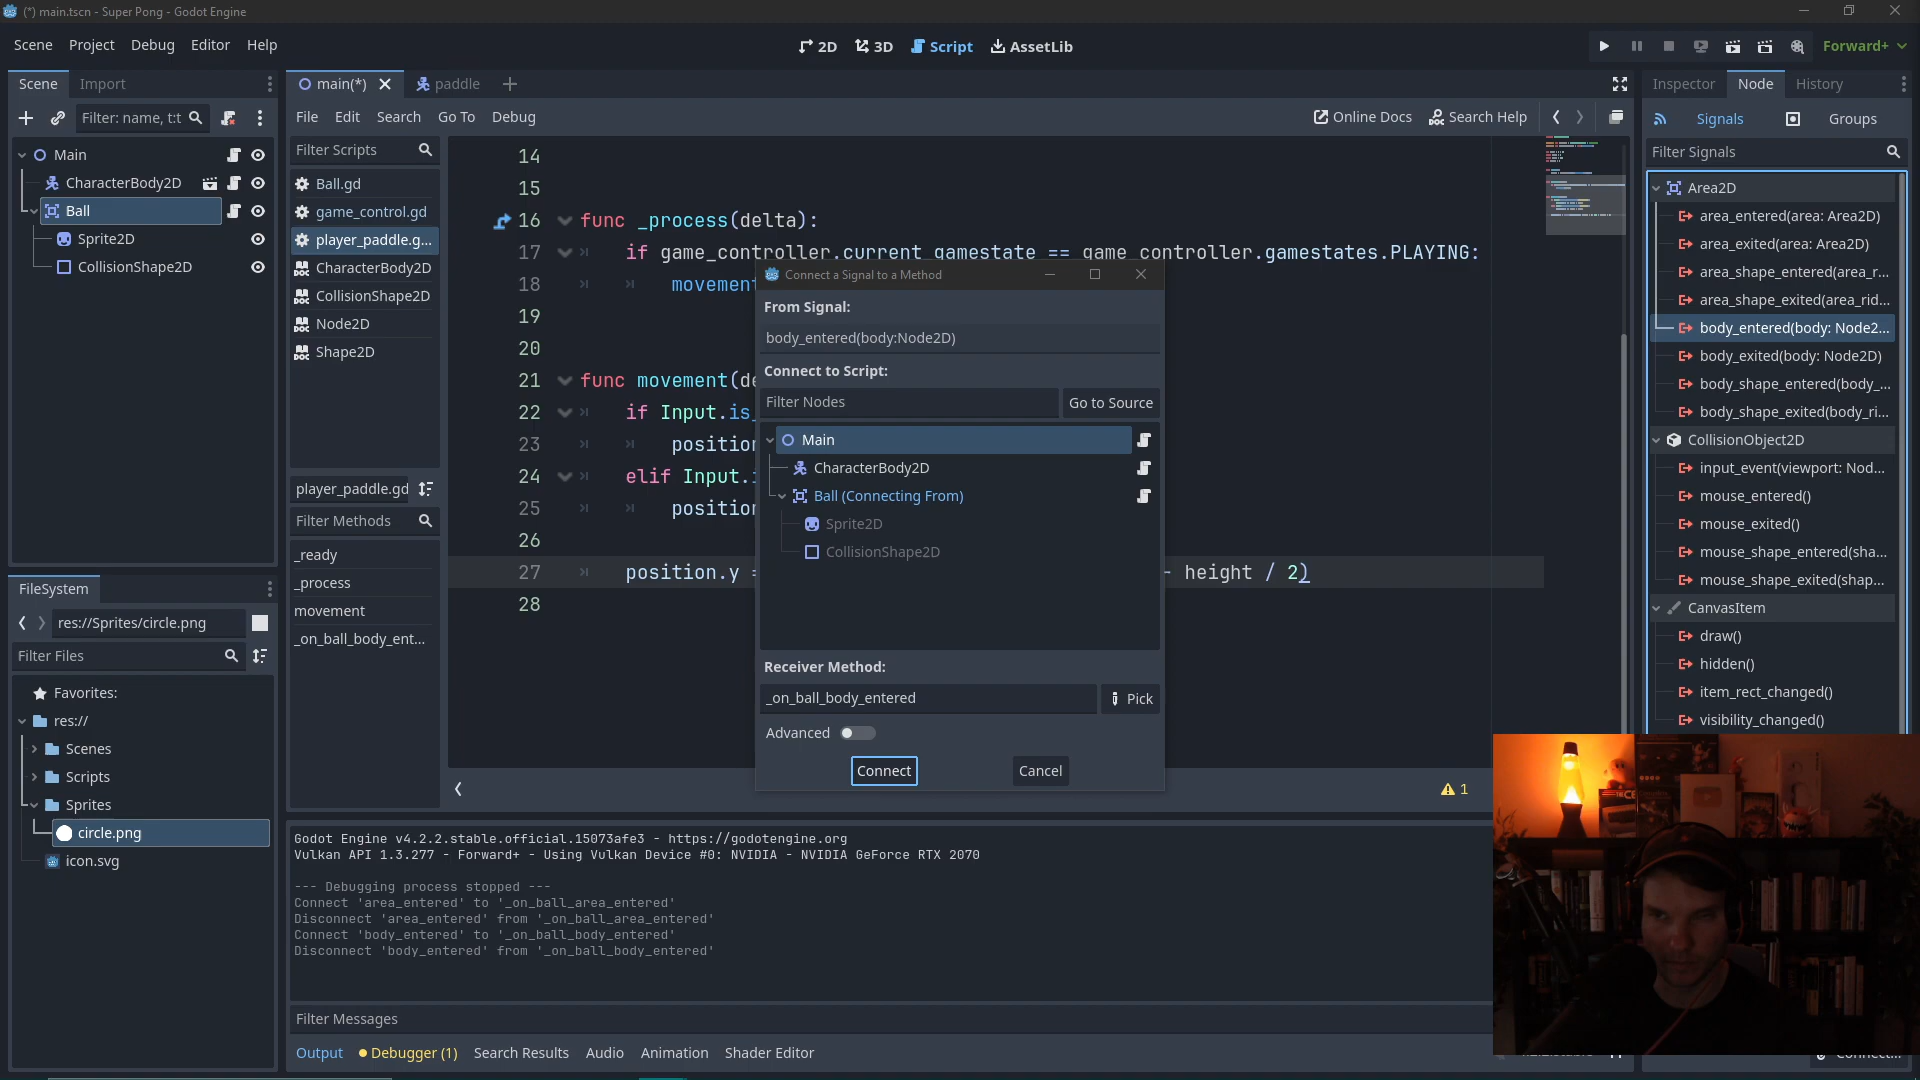 (*) main.tscn - Super Pong - Godot Engine
Scene Project Debug Editor Help
2D 3D Script AssetLib
Forward+
Scene Import
Filter: name, t:t
Main
CharacterBody2D
Ball
Sprite2D
CollisionShape2D
FileSystem
res://Sprites/circle.png
Filter Files
Favorites:
res://
Scenes
Scripts
Sprites
circle.png
icon.svg
main(*) paddle
File Edit Search Go To Debug
Online Docs Search Help
Filter Scripts
Ball.gd
game_control.gd
player_paddle.g...
CharacterBody2D
CollisionShape2D
Node2D
Shape2D
player_paddle.gd
Filter Methods
_ready
_process
movement
_on_ball_body_ent...
14
15
16 func _process(delta):
17 if game_controller.current_gamestate == game_controller.gamestates.PLAYING:
18 movement
19
20
21 func movement(de
22 if Input.is_
23 position
24 elif Input.i
25 position
26
27 position.y = - height / 2)
28
1
Connect a Signal to a Method
From Signal:
body_entered(body:Node2D)
Connect to Script:
Filter Nodes Go to Source
Main
CharacterBody2D
Ball (Connecting From)
Sprite2D
CollisionShape2D
Receiver Method:
_on_ball_body_entered Pick
Advanced
Connect Cancel
Godot Engine v4.2.2.stable.official.15073afe3 - https://godotengine.org
Vulkan API 1.3.277 - Forward+ - Using Vulkan Device #0: NVIDIA - NVIDIA GeForce RTX 2070
--- Debugging process stopped ---
Connect 'area_entered' to '_on_ball_area_entered'
Disconnect 'area_entered' from '_on_ball_area_entered'
Connect 'body_entered' to '_on_ball_body_entered'
Disconnect 'body_entered' from '_on_ball_body_entered'
Filter Messages
Output Debugger (1) Search Results Audio Animation Shader Editor
Inspector Node History
Signals Groups
Filter Signals
Area2D
area_entered(area: Area2D)
area_exited(area: Area2D)
area_shape_entered(area_r...
area_shape_exited(area_rid...
body_entered(body: Node2...
body_exited(body: Node2D)
body_shape_entered(body_...
body_shape_exited(body_ri...
CollisionObject2D
input_event(viewport: Nod...
mouse_entered()
mouse_exited()
mouse_shape_entered(sha...
mouse_shape_exited(shap...
CanvasItem
draw()
hidden()
item_rect_changed()
visibility_changed()